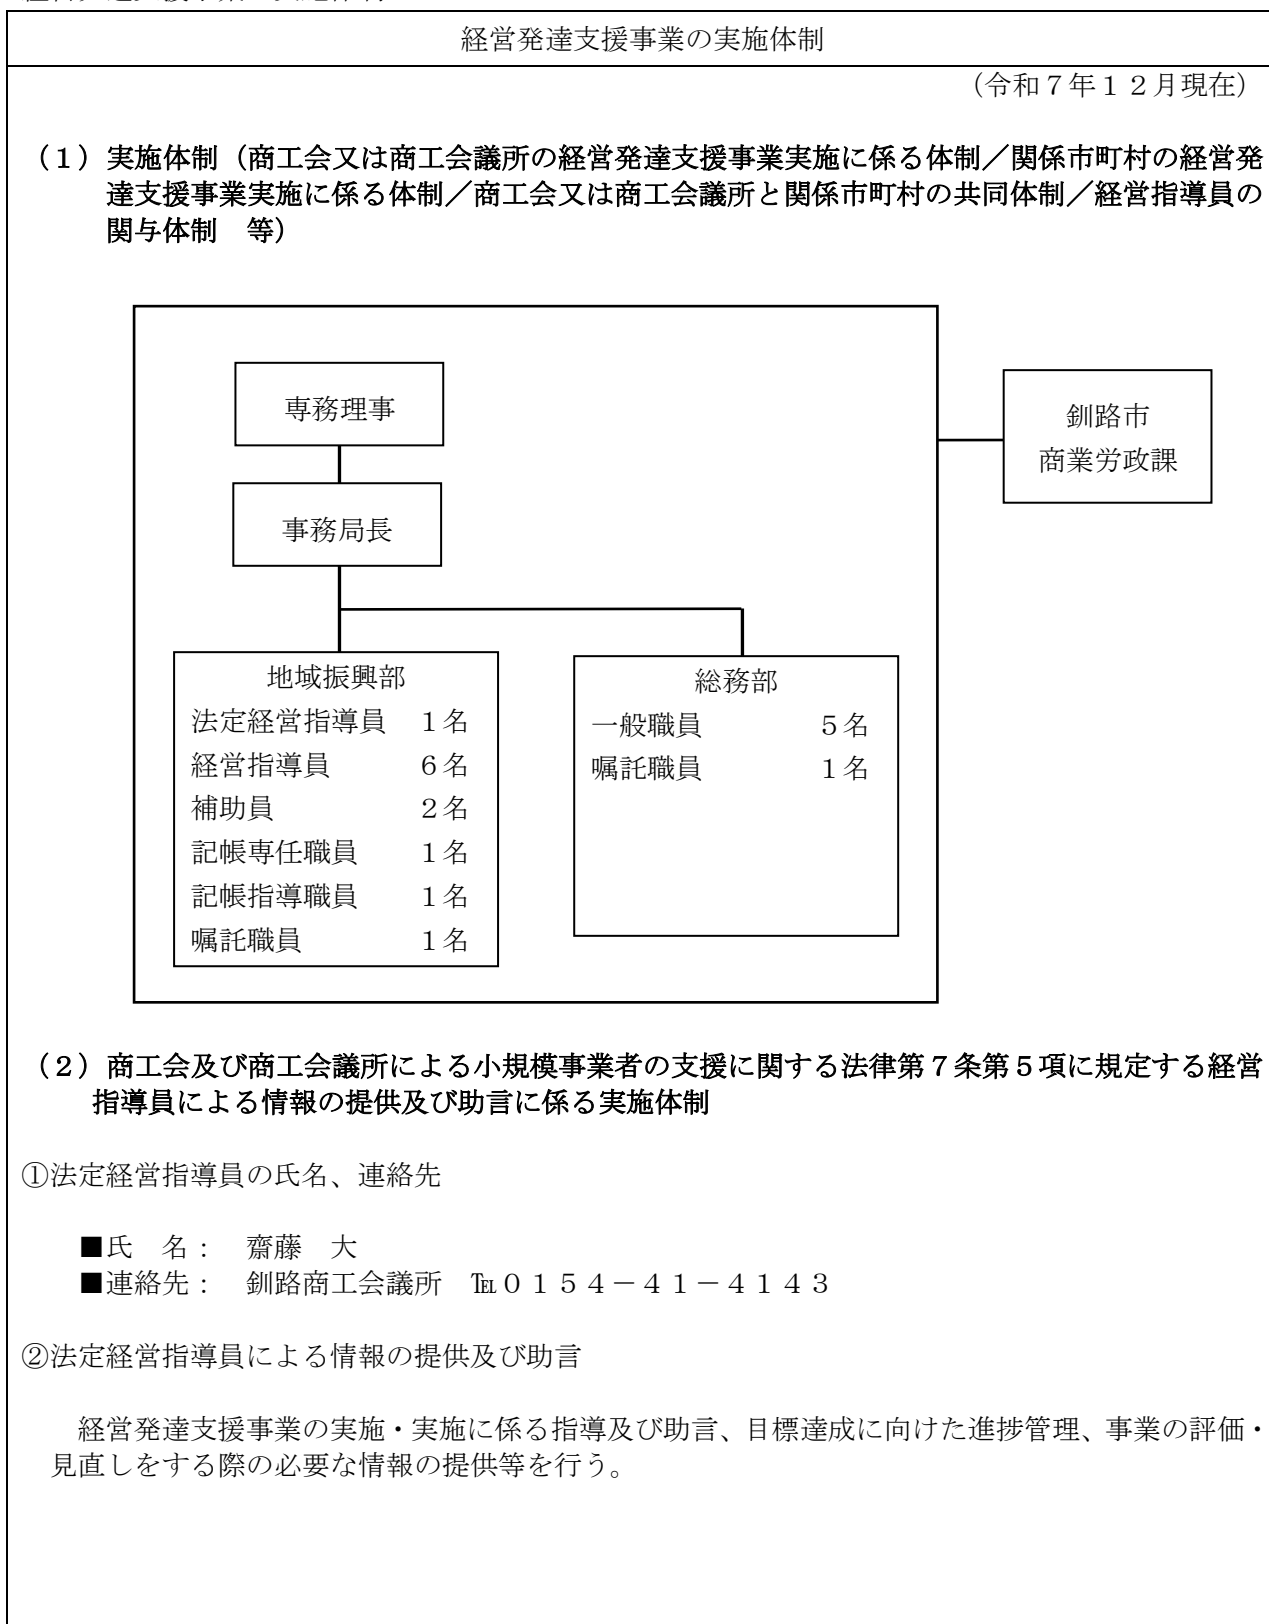 経営発達支援事業の実施体制
（令和７年１２月現在）
（１）実施体制（商工会又は商工会議所の経営発達支援事業実施に係る体制／関係市町村の経営発
達支援事業実施に係る体制／商工会又は商工会議所と関係市町村の共同体制／経営指導員の
関与体制　等）
専務理事
釧路市
商業労政課
事務局長
地域振興部
法定経営指導員　１名
経営指導員　６名
補助員　２名
記帳専任職員　１名
記帳指導職員　１名
嘱託職員　１名
総務部
一般職員　５名
嘱託職員　１名
（２）商工会及び商工会議所による小規模事業者の支援に関する法律第７条第５項に規定する経営
指導員による情報の提供及び助言に係る実施体制
①法定経営指導員の氏名、連絡先
■氏　名：　齋藤　大
■連絡先：　釧路商工会議所　℡０１５４－４１－４１４３
②法定経営指導員による情報の提供及び助言
経営発達支援事業の実施・実施に係る指導及び助言、目標達成に向けた進捗管理、事業の評価・
見直しをする際の必要な情報の提供等を行う。